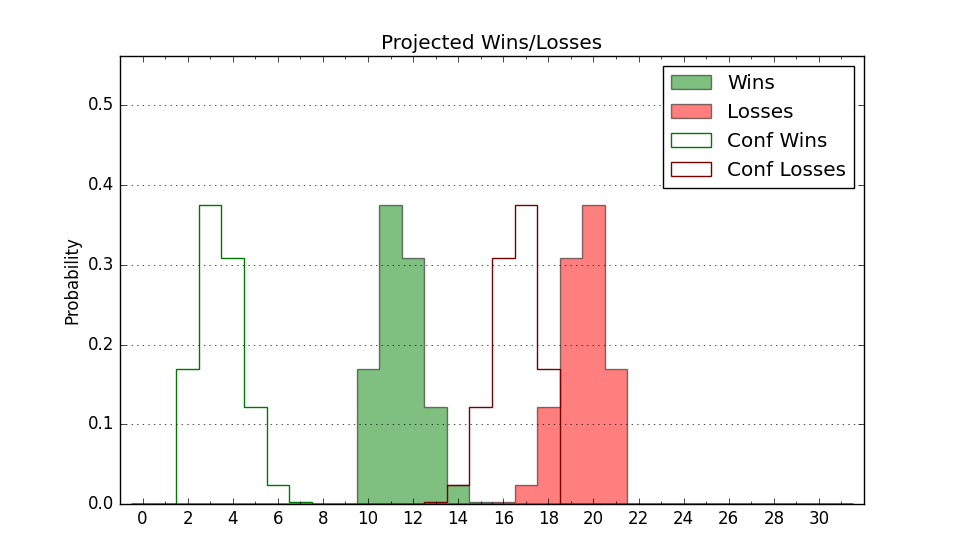 Projected Wins/Losses
Wins
Losses
Conf Wins
Conf Losses
Probability
0.5
0.4
0.3
0.2
0.1
0.0
0 2 4 6 8 10 12 14 16 18 20 22 24 26 28 30